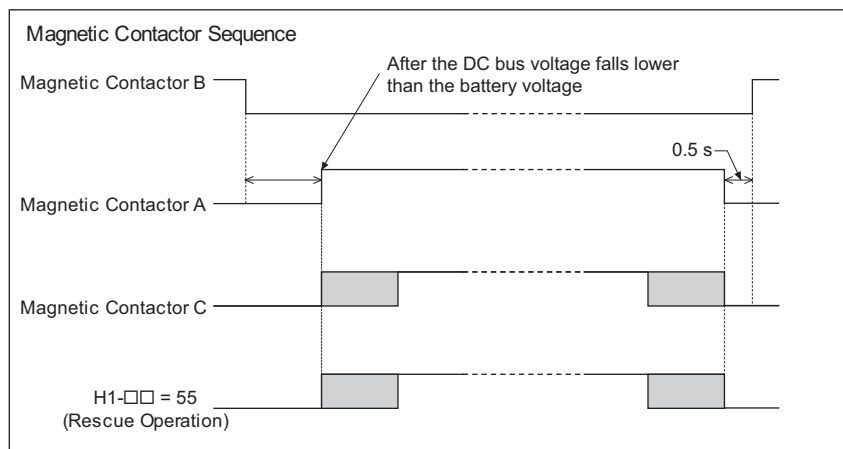 Magnetic Contactor Sequence
After the DC bus voltage falls lower
than the battery voltage
Magnetic Contactor B
0.5 s
Magnetic Contactor A
Magnetic Contactor C
H1-□□ = 55
(Rescue Operation)